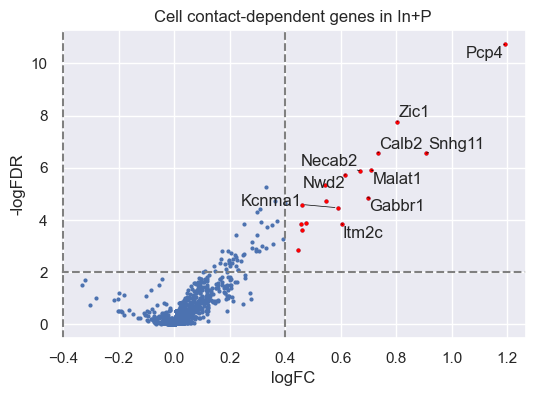 Cell contact-dependent genes in In+P
-logFDR
10
8
6
4
2
0
Pcp4
Zic1
Calb2
Snhg11
Necab2
Malat1
Nwd2
Kcnma1
Gabbr1
Itm2c
−0.4
−0.2
0.0
0.2
0.4
0.6
0.8
1.0
1.2
logFC